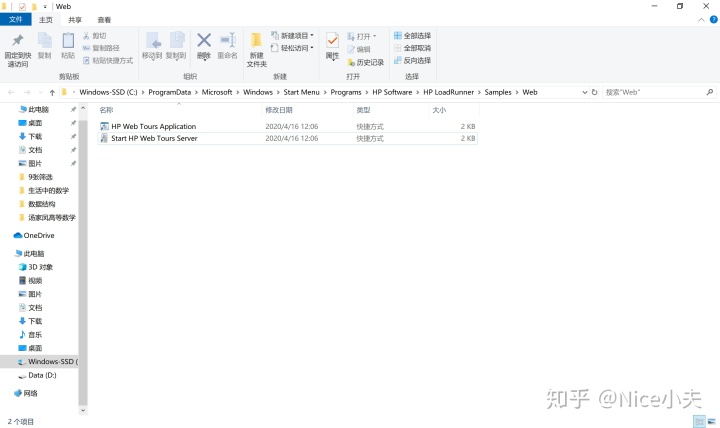 Web
文件 主页 共享 查看
固定到快速访问 复制 粘贴 剪切 复制路径 粘贴快捷方式 移动到 复制到 删除 重命名 新建文件夹 新建项目 轻松访问 属性 打开 编辑 历史记录 全部选择 全部取消 反向选择
剪贴板 组织 新建 打开 选择
Windows-SSD (C:) ProgramData Microsoft Windows Start Menu Programs HP Software HP LoadRunner Samples Web 搜索"Web"
名称 修改日期 类型 大小
HP Web Tours Application 2020/4/16 12:06 快捷方式 2 KB
Start HP Web Tours Server 2020/4/16 12:06 快捷方式 2 KB
此电脑
桌面
下载
文档
图片
9张筛选
生活中的数学
数据结构
汤家凤高等数学
OneDrive
此电脑
3D 对象
视频
图片
文档
下载
音乐
桌面
Windows-SSD (
Data (D:)
网络
知乎 @Nice小夫
2 个项目